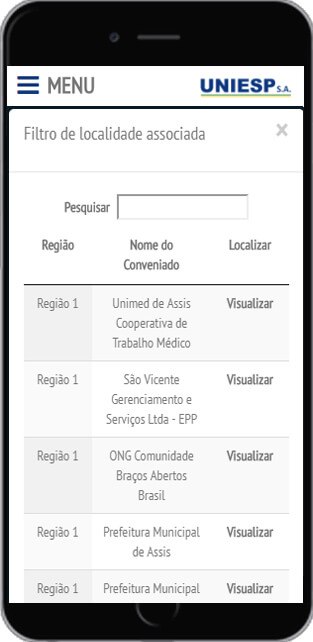 MENU UNIESP S.A.
Filtro de localidade associada ×
Pesquisar
Região Nome do Localizar
Conveniado
Região 1 Unimed de Assis Visualizar
Cooperativa de
Trabalho Médico
Região 1 São Vicente Visualizar
Gerenciamento e
Serviços Ltda - EPP
Região 1 ONG Comunidade Visualizar
Braços Abertos
Brasil
Região 1 Prefeitura Municipal Visualizar
de Assis
Região 1 Prefeitura Municipal Visualizar